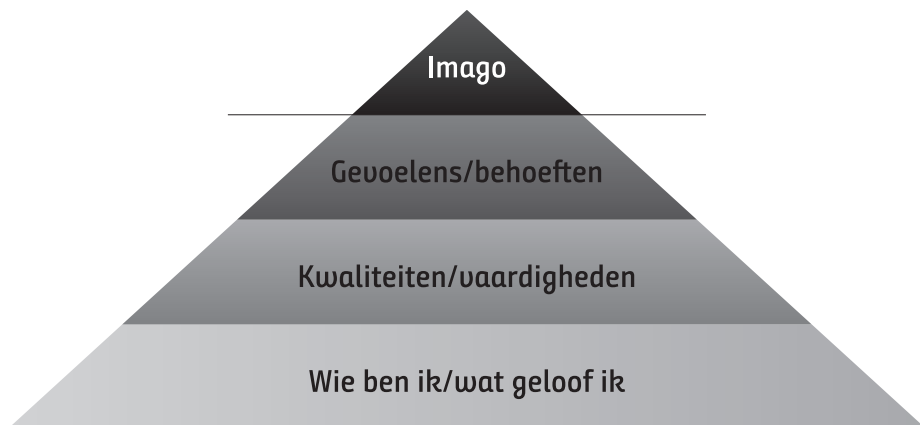 Imago
Gevoelens/behoeften
Kwaliteiten/vaardigheden
Wie ben ik/wat geloof ik